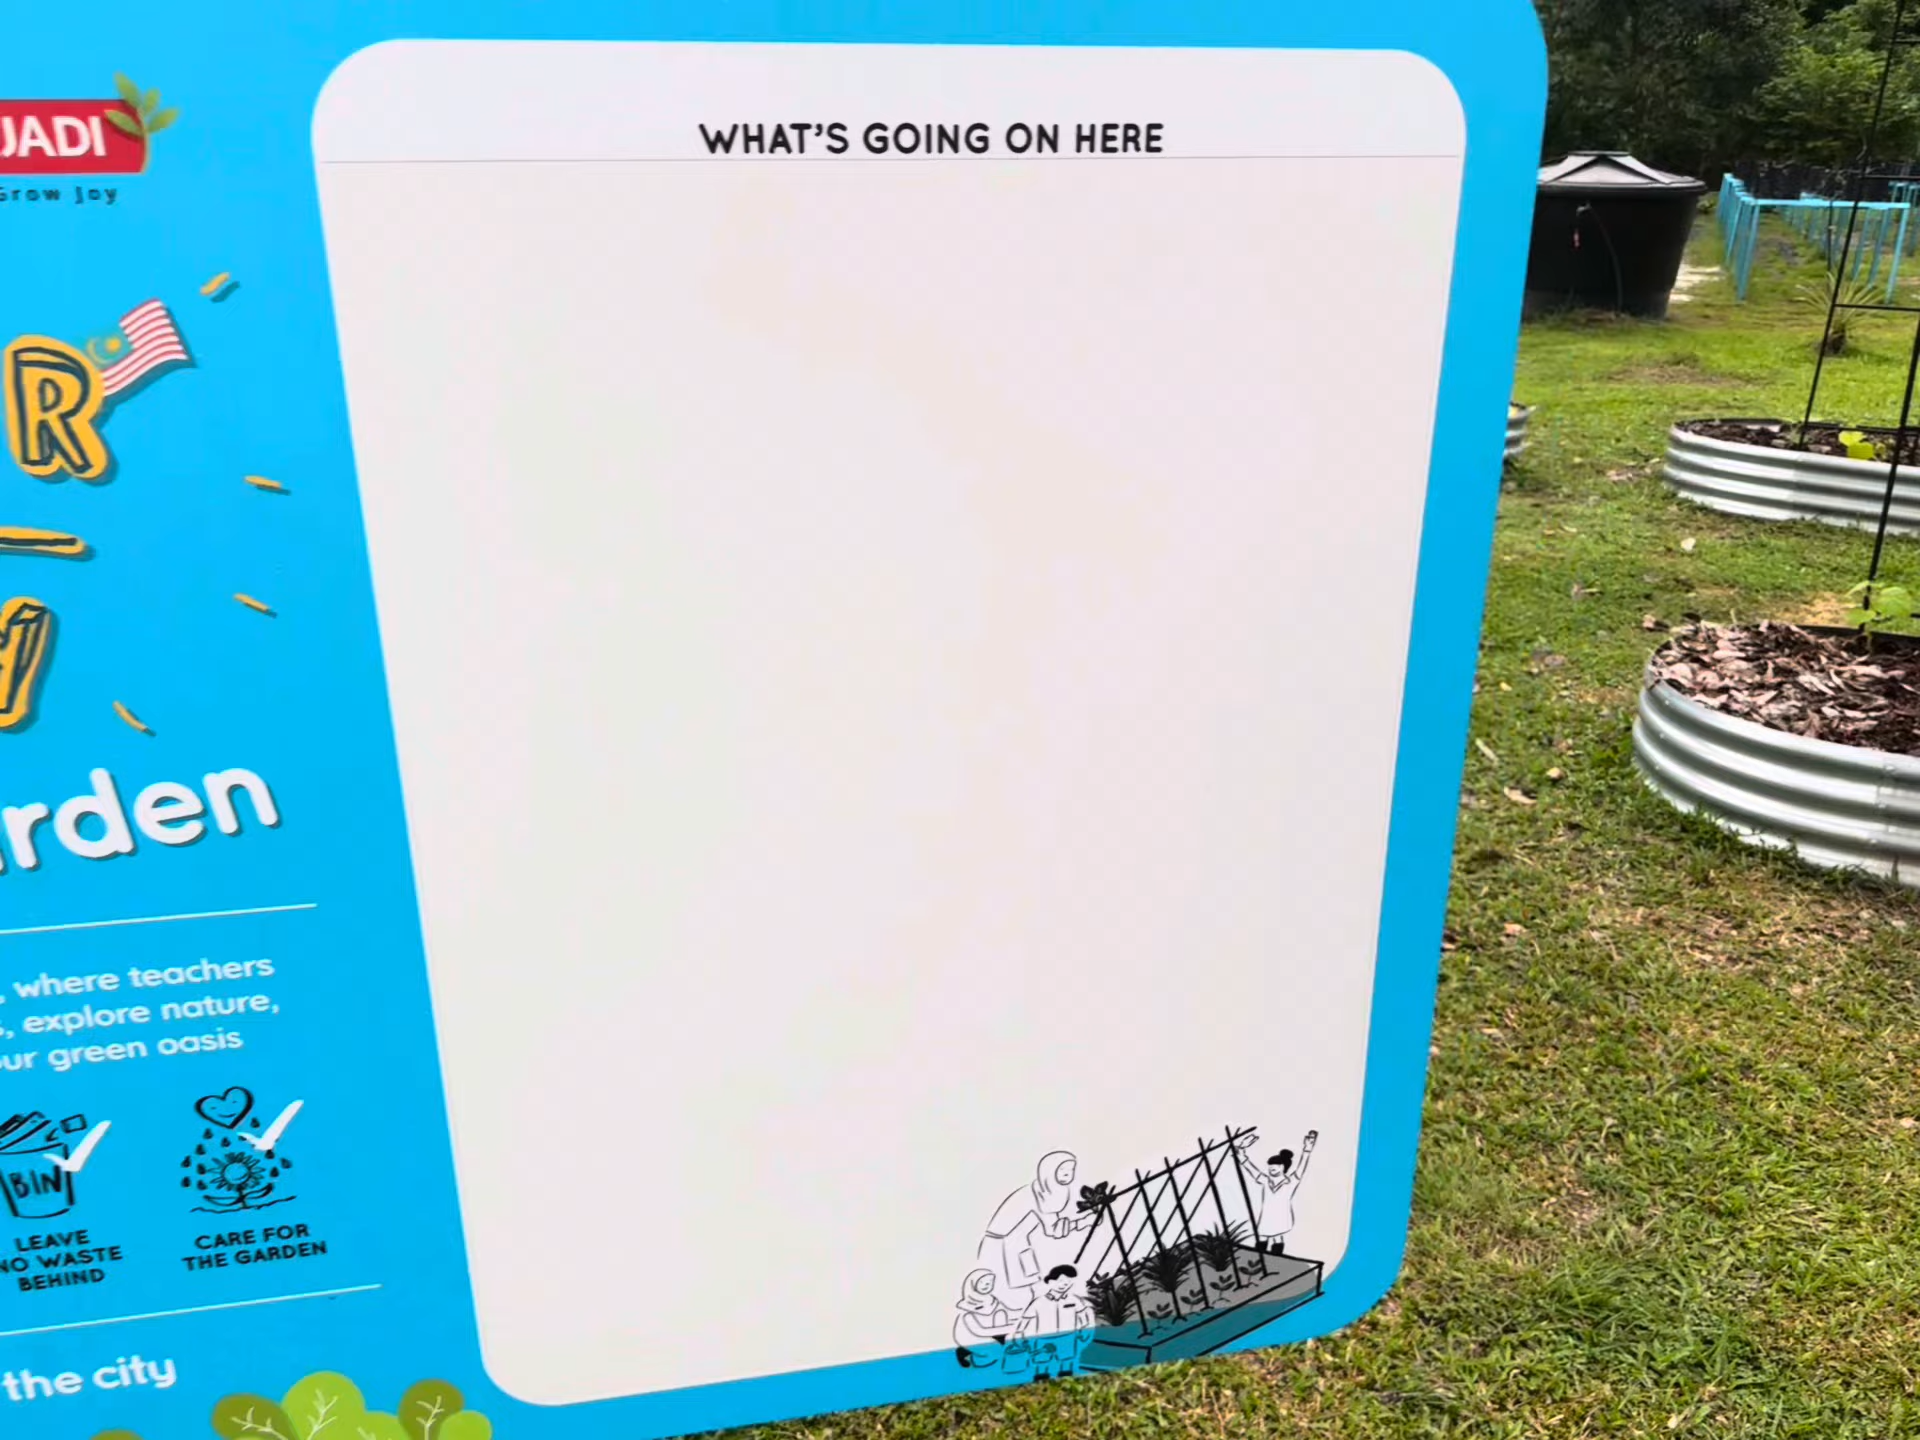 JADI
Grow Joy
R
rden
where teachers
explore nature,
our green oasis
BIN
LEAVE
NO WASTE
BEHIND
CARE FOR
THE GARDEN
the city
WHAT'S GOING ON HERE